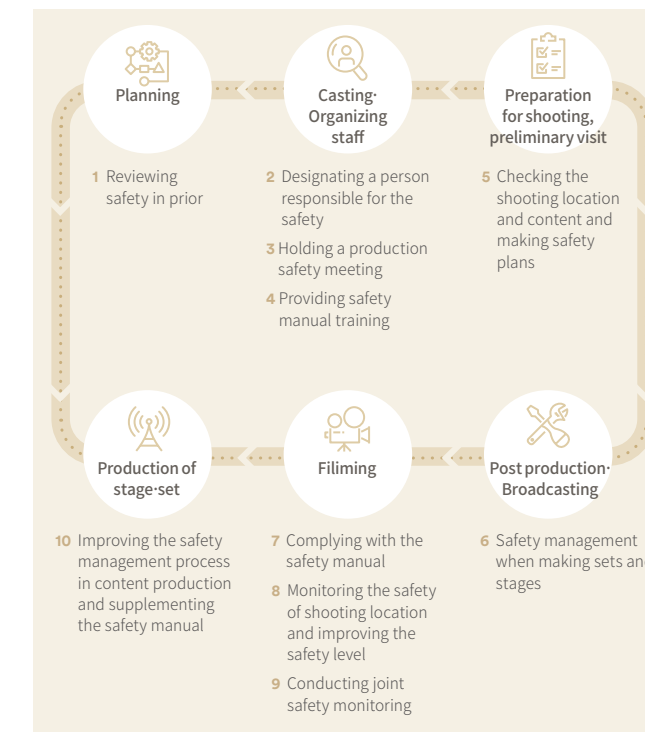 Planning
1 Reviewing
safety in prior
Casting·
Organizing
staff
2 Designating a person
responsible for the
safety
3 Holding a production
safety meeting
4 Providing safety
manual training
Preparation
for shooting,
preliminary visit
5 Checking the
shooting location
and content and
making safety
plans
Production of
stage·set
10 Improving the safety
management process
in content production
and supplementing
the safety manual
Filiming
7 Complying with the
safety manual
8 Monitoring the safety
of shooting location
and improving the
safety level
9 Conducting joint
safety monitoring
Post production·
Broadcasting
6 Safety management
when making sets an
stages